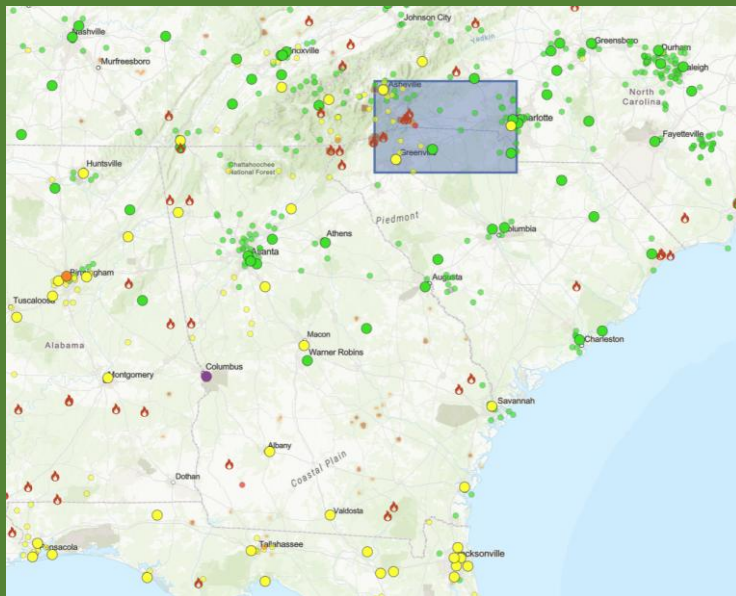 Johnson City
Yadkin
Nashville
Knoxville
Greensboro
Durham
Raleigh
Murfreesboro
Asheville
North
Carolina
Charlotte
Fayetteville
Greenville
Huntsville
Chattahoochee
National Forest
Piedmont
Columbia
Athens
Atlanta
Birmingham
Augusta
Tuscaloosa
Macon
Warner Robins
Charleston
Alabama
Columbus
Montgomery
Savannah
Albany
Coastal Plain
Dothan
Valdosta
Tallahassee
Pensacola
Jacksonville